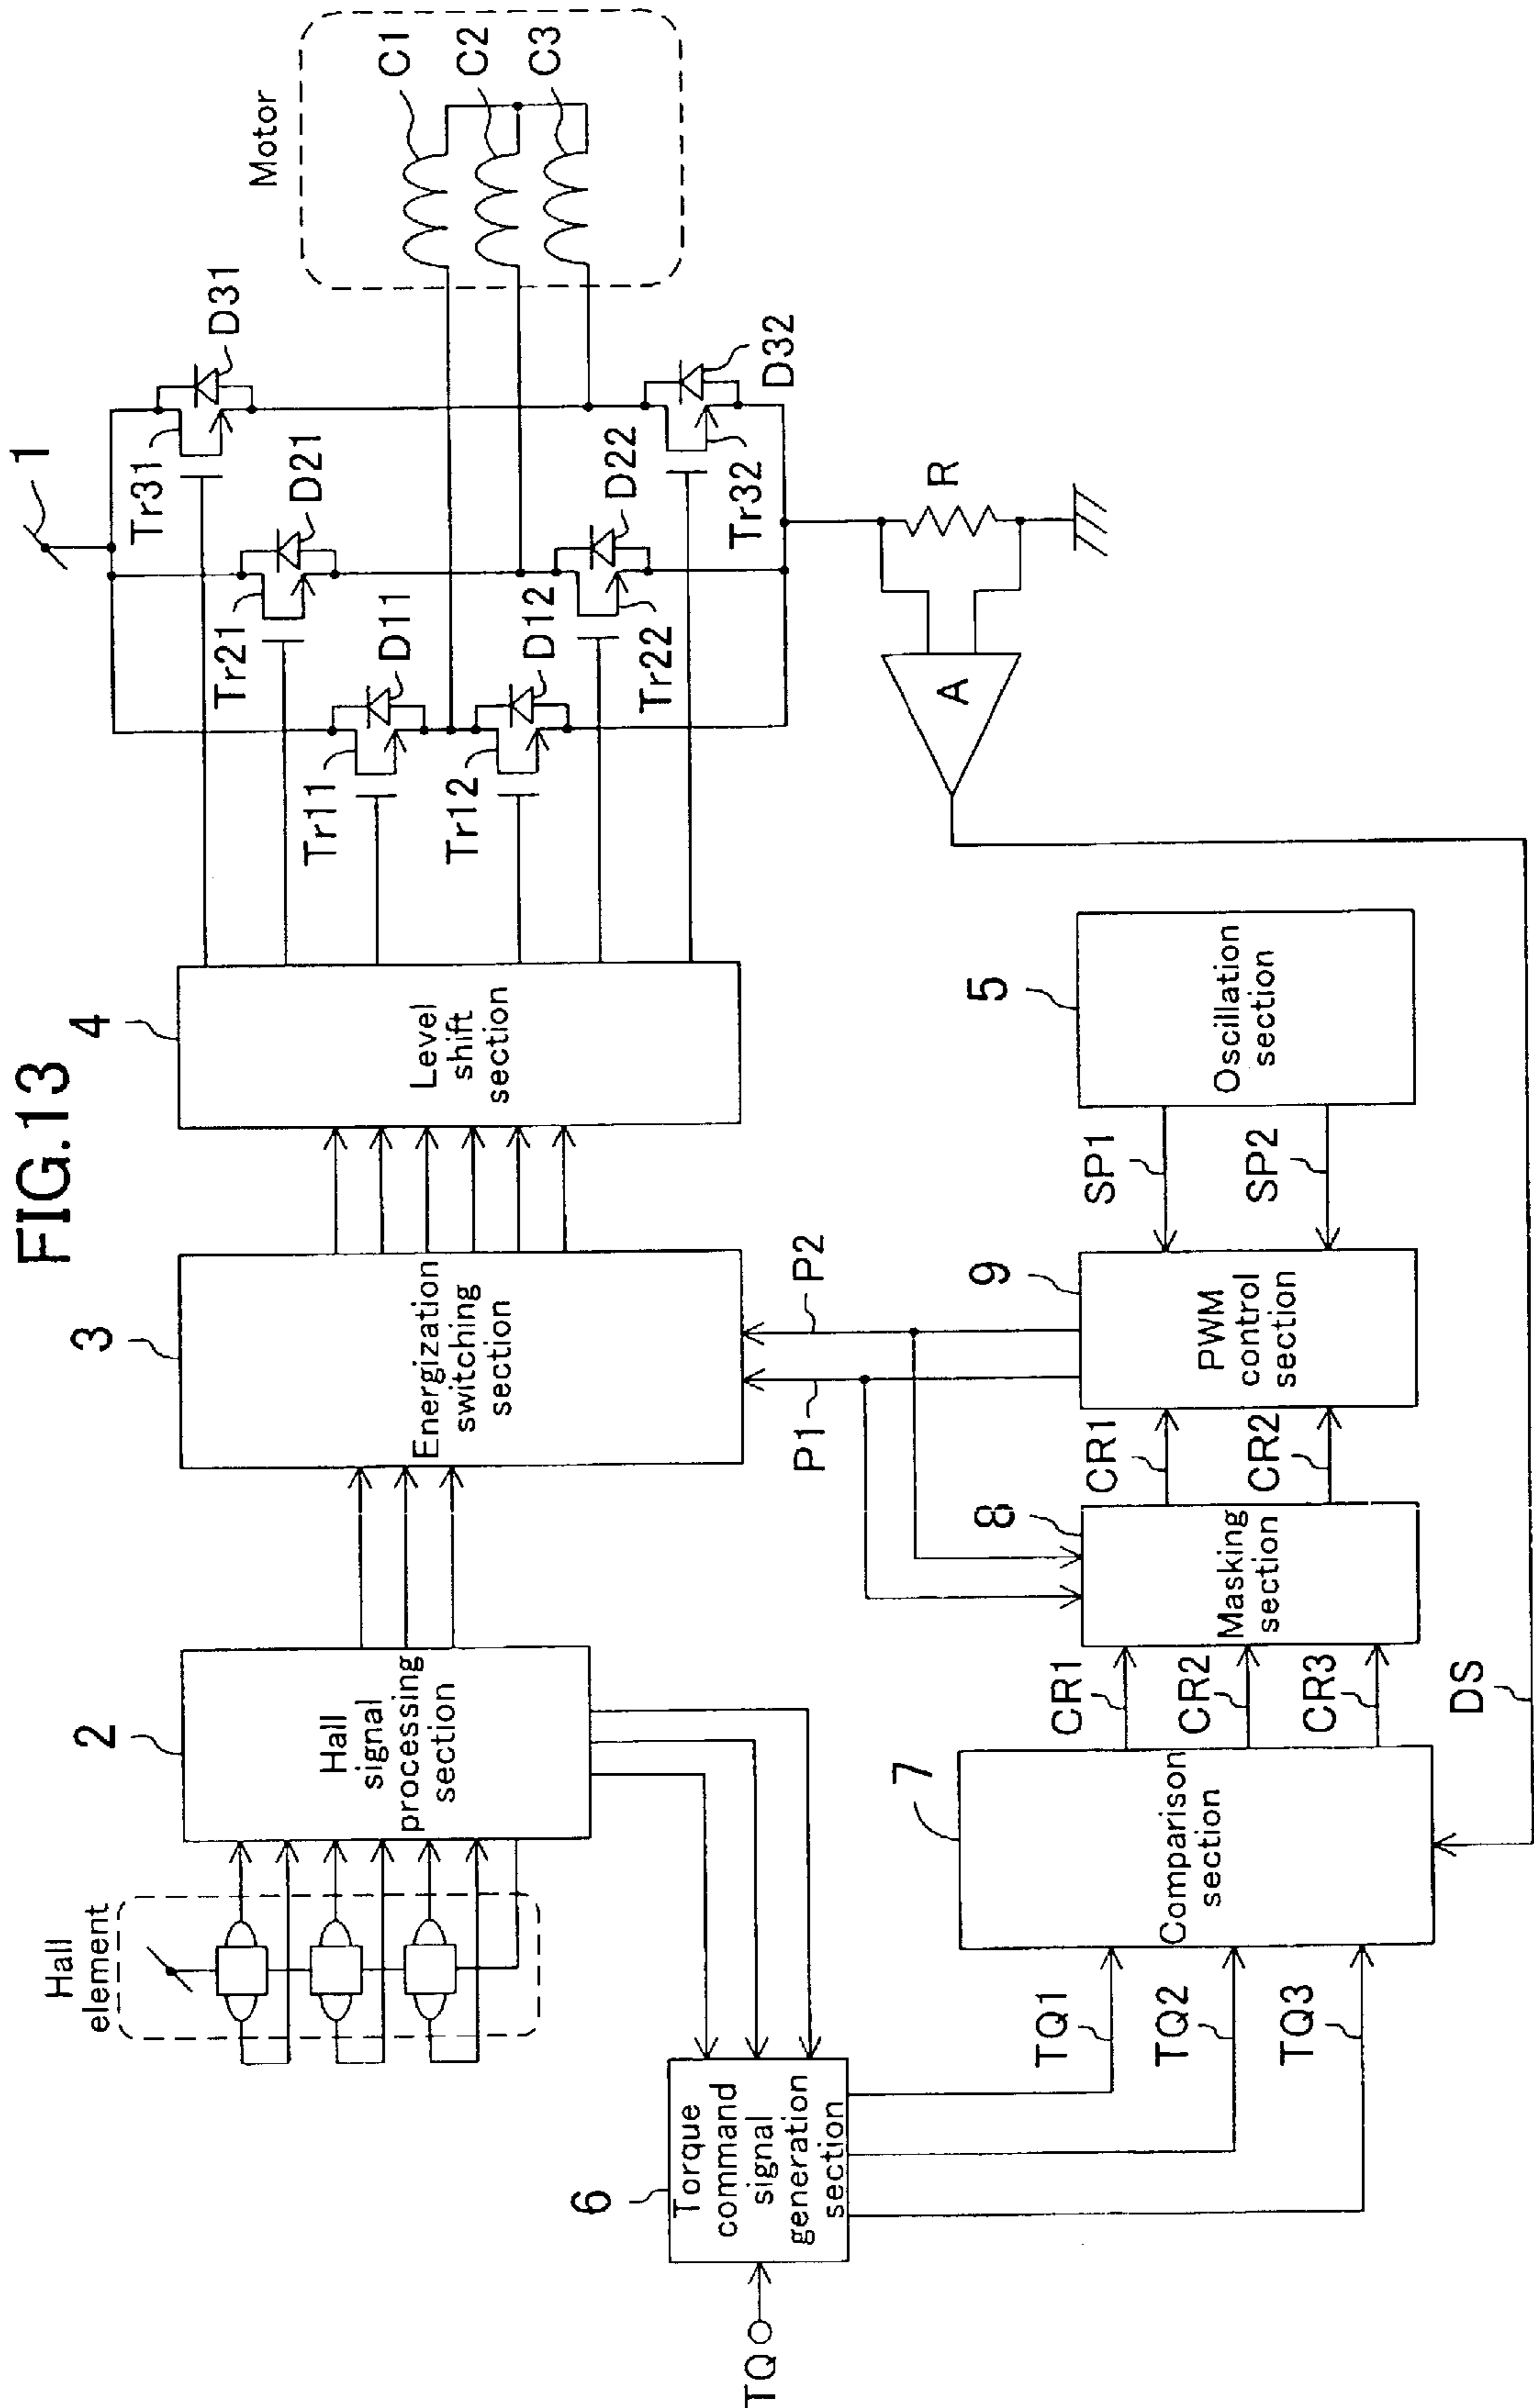 FIG.13
1
Hall
element
2
Hall
signal
processing
section
3
Energization
switching
section
4
Level
shift
section
Tr31
D31
Tr21
D21
Tr11
D11
Tr12
D12
Tr22
D22
Tr32
D32
Motor
C1
C2
C3
R
A
TQ
6
Torque
command
signal
generation
section
TQ1
TQ2
TQ3
7
Comparison
section
CR1
CR2
CR3
8
Masking
section
CR1
CR2
P1
P2
9
PWM
control
section
SP1
SP2
5
Oscillation
section
DS